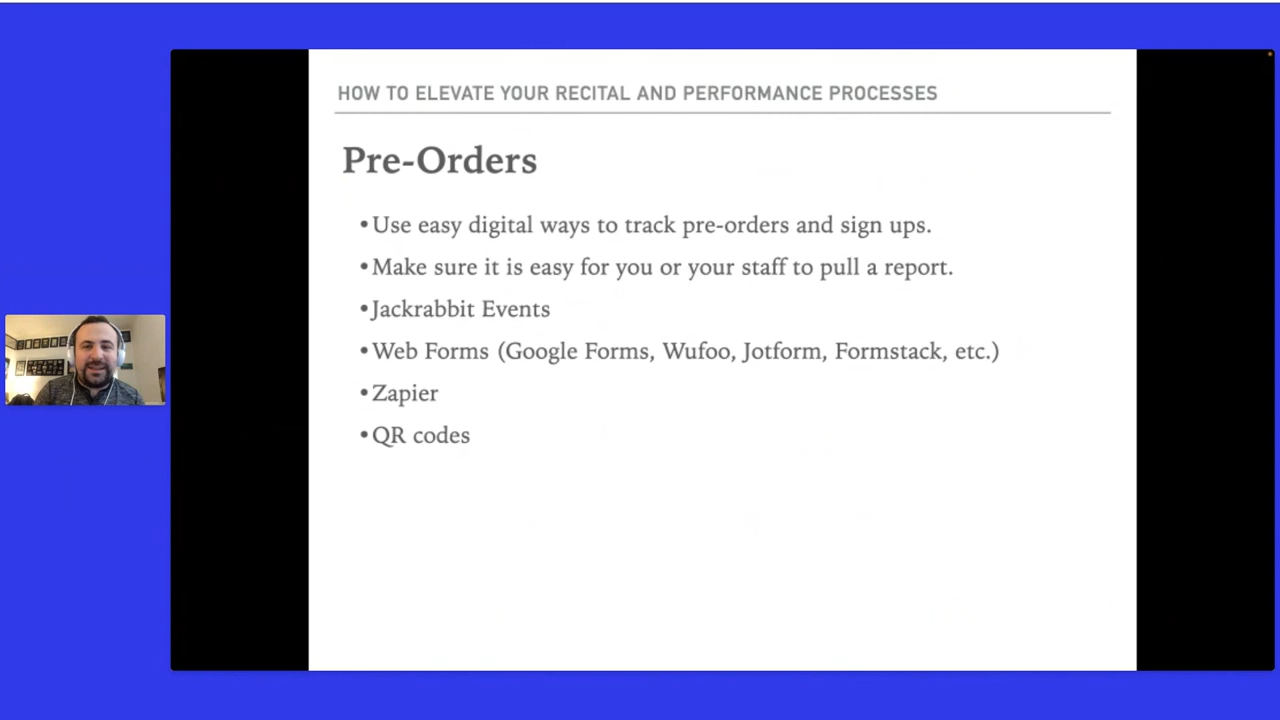 HOW TO ELEVATE YOUR RECITAL AND PERFORMANCE PROCESSES
Pre-Orders
•Use easy digital ways to track pre-orders and sign ups.
•Make sure it is easy for you or your staff to pull a report.
•Jackrabbit Events
•Web Forms (Google Forms, Wufoo, Jotform, Formstack, etc.)
•Zapier
•QR codes